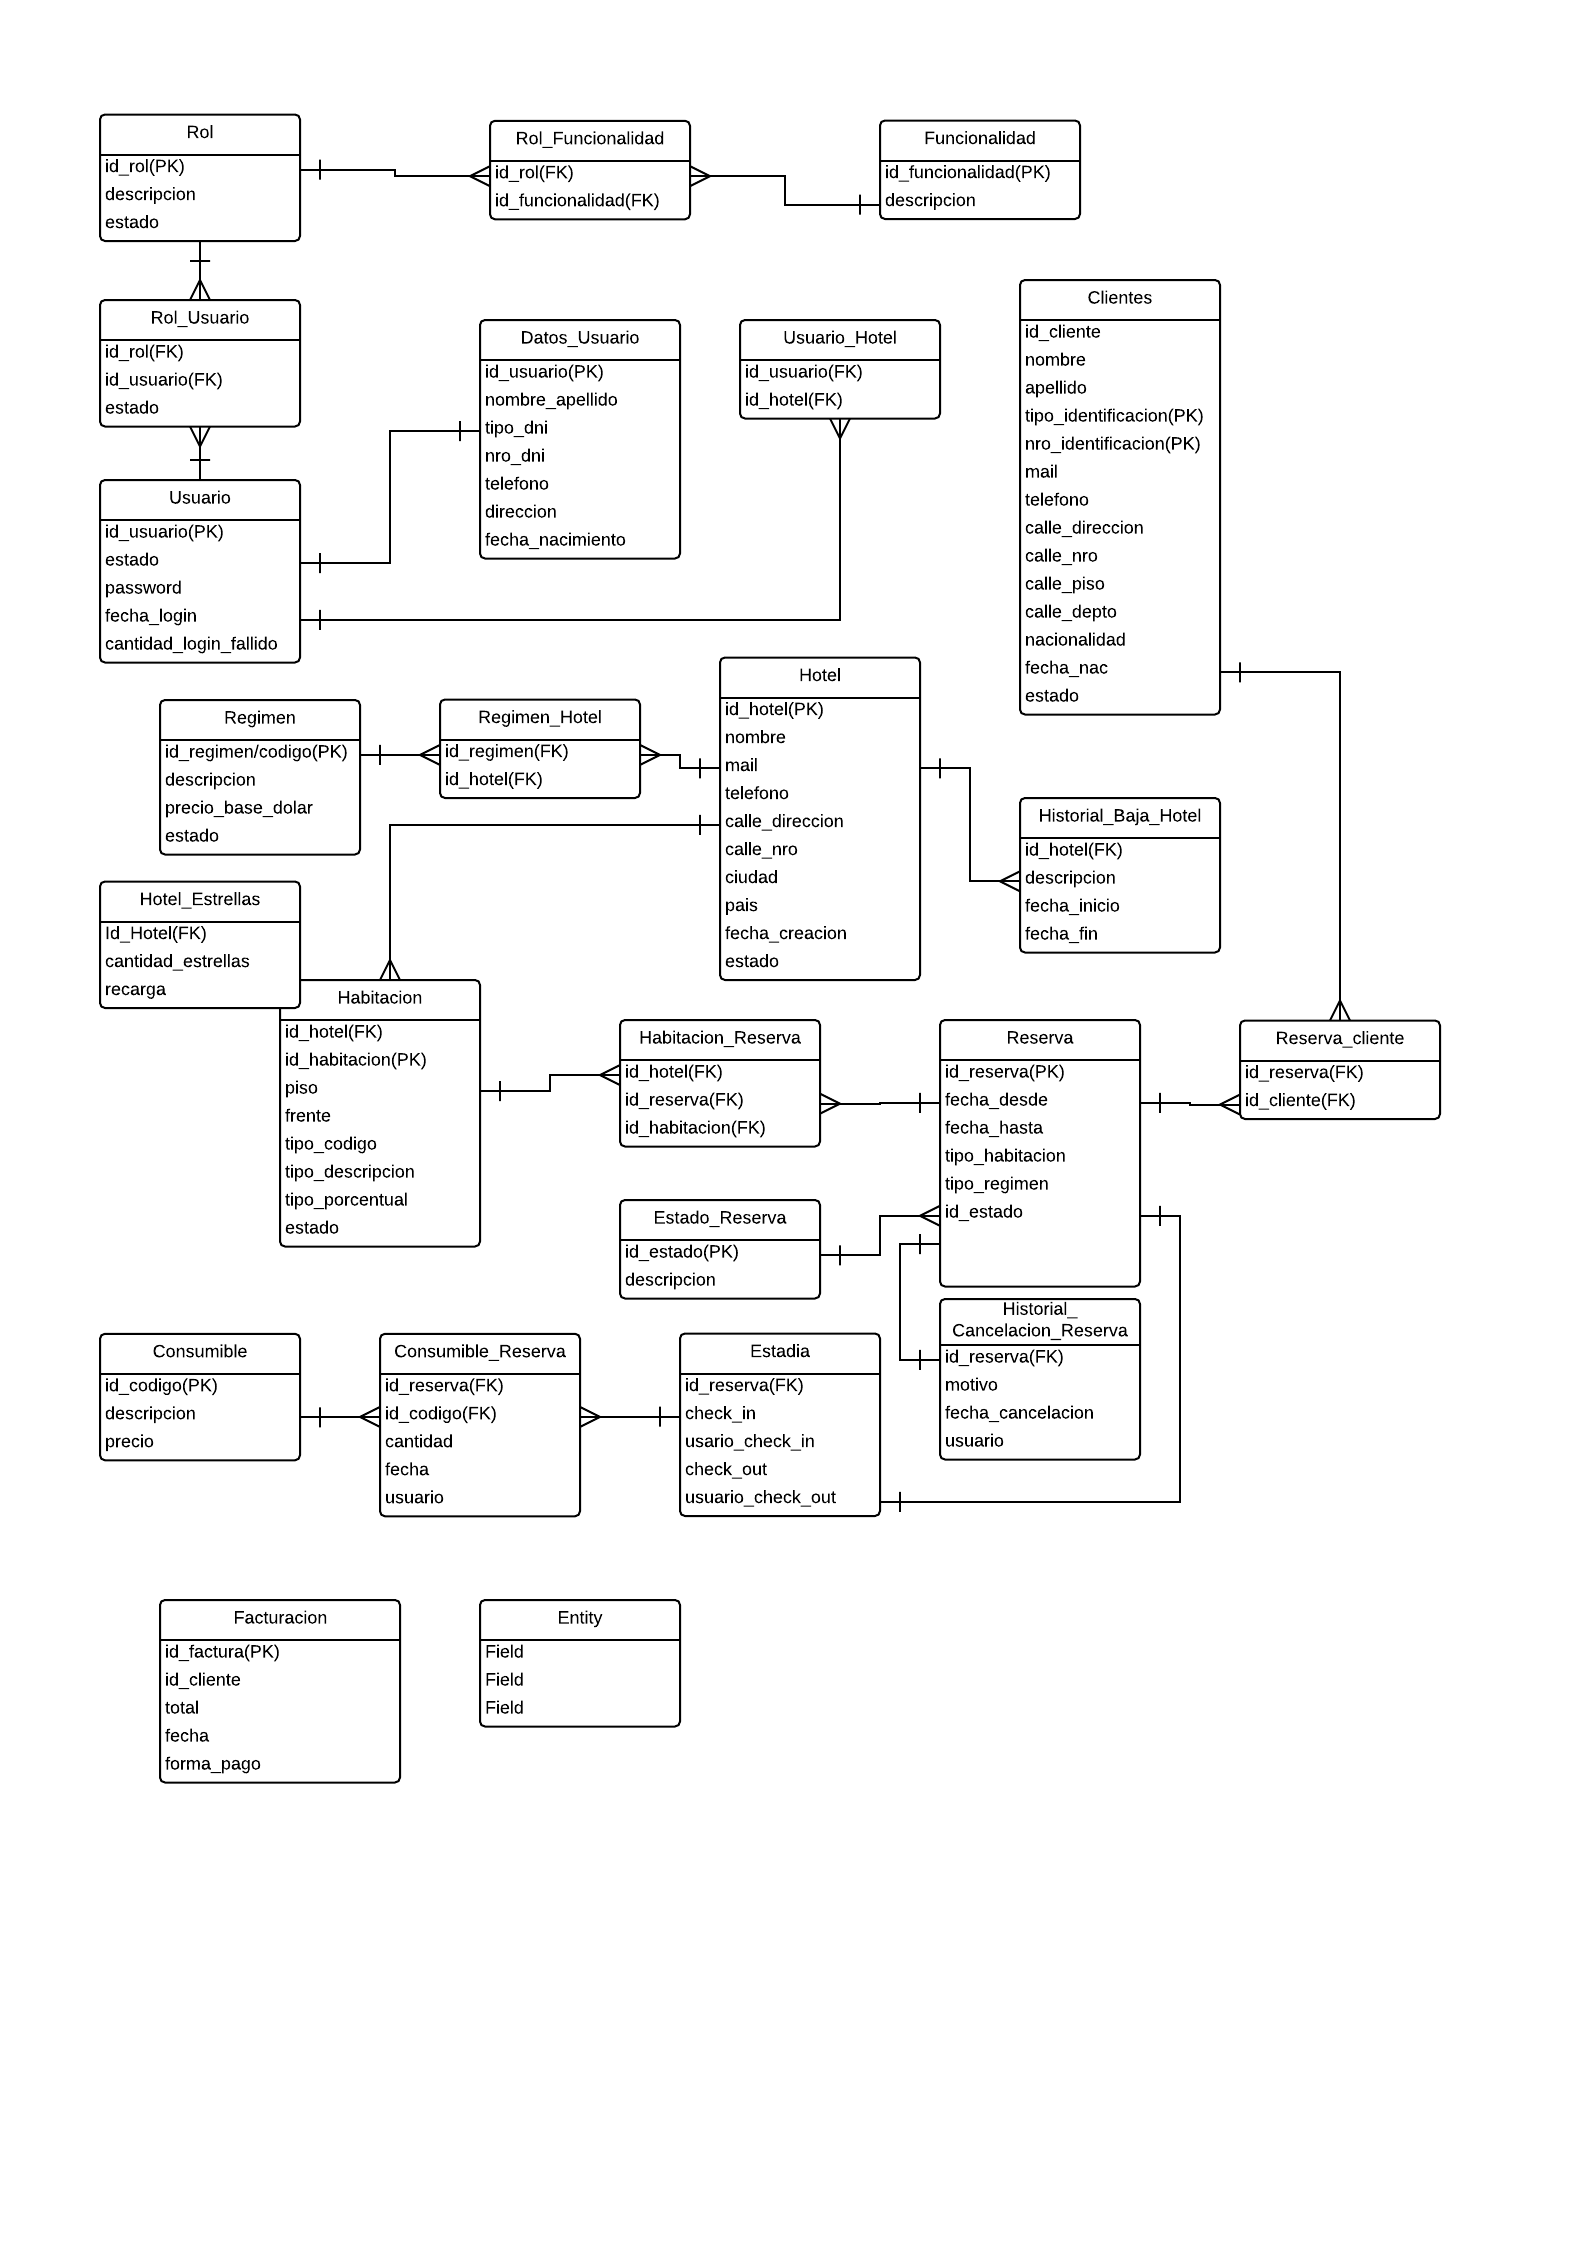 Rol
id_rol(PK)
descripcion
estado
Rol_Funcionalidad
id_rol(FK)
id_funcionalidad(FK)
Funcionalidad
id_funcionalidad(PK)
descripcion
Rol_Usuario
id_rol(FK)
id_usuario(FK)
estado
Datos_Usuario
id_usuario(PK)
nombre_apellido
tipo_dni
nro_dni
telefono
direccion
fecha_nacimiento
Usuario_Hotel
id_usuario(FK)
id_hotel(FK)
Clientes
id_cliente
nombre
apellido
tipo_identificacion(PK)
nro_identificacion(PK)
mail
telefono
calle_direccion
calle_nro
calle_piso
calle_depto
nacionalidad
fecha_nac
estado
Usuario
id_usuario(PK)
estado
password
fecha_login
cantidad_login_fallido
Regimen
id_regimen/codigo(PK)
descripcion
precio_base_dolar
estado
Regimen_Hotel
id_regimen(FK)
id_hotel(FK)
Hotel
id_hotel(PK)
nombre
mail
telefono
calle_direccion
calle_nro
ciudad
pais
fecha_creacion
estado
Historial_Baja_Hotel
id_hotel(FK)
descripcion
fecha_inicio
fecha_fin
Hotel_Estrellas
Id_Hotel(FK)
cantidad_estrellas
recarga
Habitacion
id_hotel(FK)
id_habitacion(PK)
piso
frente
tipo_codigo
tipo_descripcion
tipo_porcentual
estado
Habitacion_Reserva
id_hotel(FK)
id_reserva(FK)
id_habitacion(FK)
Reserva
id_reserva(PK)
fecha_desde
fecha_hasta
tipo_habitacion
tipo_regimen
id_estado
Reserva_cliente
id_reserva(FK)
id_cliente(FK)
Estado_Reserva
id_estado(PK)
descripcion
Historial_
Cancelacion_Reserva
id_reserva(FK)
motivo
fecha_cancelacion
usuario
Consumible
id_codigo(PK)
descripcion
precio
Consumible_Reserva
id_reserva(FK)
id_codigo(FK)
cantidad
fecha
usuario
Estadia
id_reserva(FK)
check_in
usario_check_in
check_out
usuario_check_out
Facturacion
id_factura(PK)
id_cliente
total
fecha
forma_pago
Entity
Field
Field
Field